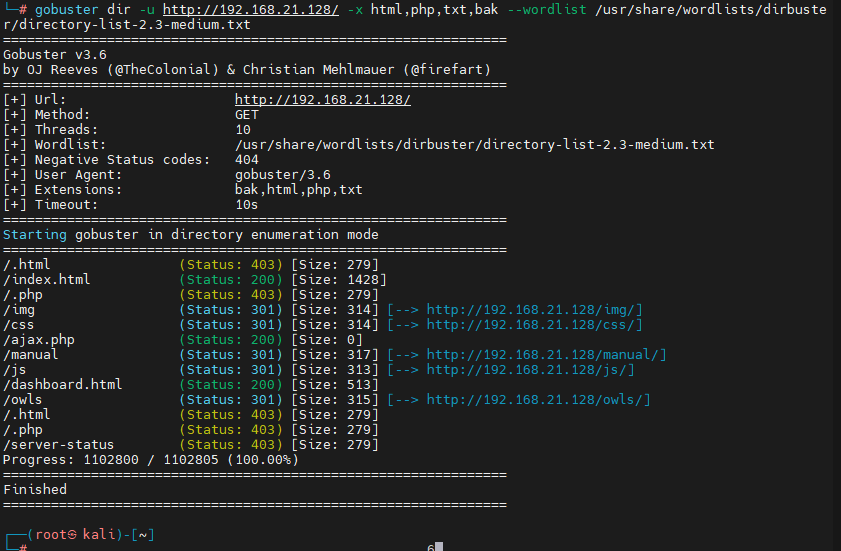 └─# gobuster dir -u http://192.168.21.128/ -x html,php,txt,bak --wordlist /usr/share/wordlists/dirbuste
r/directory-list-2.3-medium.txt
===============================================================
Gobuster v3.6
by OJ Reeves (@TheColonial) & Christian Mehlmauer (@firefart)
===============================================================
[+] Url:                     http://192.168.21.128/
[+] Method:                  GET
[+] Threads:                 10
[+] Wordlist:                /usr/share/wordlists/dirbuster/directory-list-2.3-medium.txt
[+] Negative Status codes:   404
[+] User Agent:              gobuster/3.6
[+] Extensions:              bak,html,php,txt
[+] Timeout:                 10s
===============================================================
Starting gobuster in directory enumeration mode
===============================================================
/.html                (Status: 403) [Size: 279]
/index.html           (Status: 200) [Size: 1428]
/.php                 (Status: 403) [Size: 279]
/img                  (Status: 301) [Size: 314] [--> http://192.168.21.128/img/]
/css                  (Status: 301) [Size: 314] [--> http://192.168.21.128/css/]
/ajax.php             (Status: 200) [Size: 0]
/manual               (Status: 301) [Size: 317] [--> http://192.168.21.128/manual/]
/js                   (Status: 301) [Size: 313] [--> http://192.168.21.128/js/]
/dashboard.html       (Status: 200) [Size: 513]
/owls                 (Status: 301) [Size: 315] [--> http://192.168.21.128/owls/]
/.html                (Status: 403) [Size: 279]
/.php                 (Status: 403) [Size: 279]
/server-status        (Status: 403) [Size: 279]
Progress: 1102800 / 1102805 (100.00%)
===============================================================
Finished
===============================================================
┌──(root㉿kali)-[~]
└─# 6